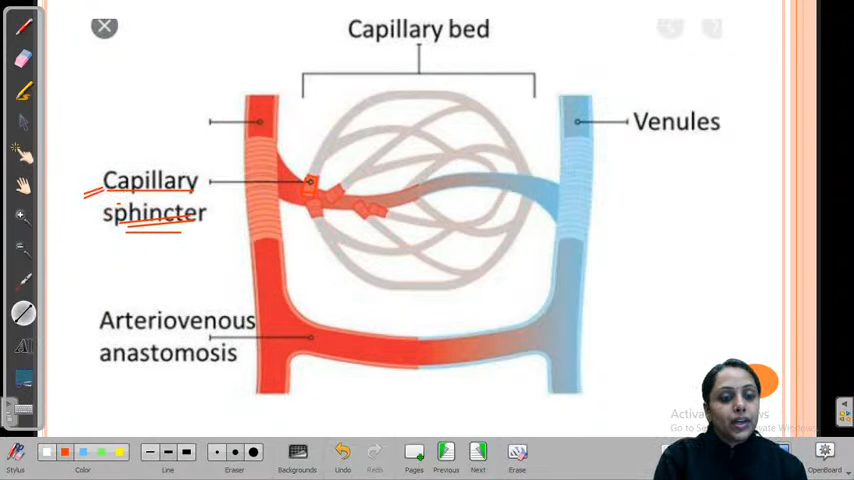 Capillary bed
Venules
Capillary
sphincter
Arteriovenous
anastomosis
Stylus
Color
Line
Eraser
Backgrounds
Undo
Redo
Pages
Previous
Next
Erase
OpenBoard